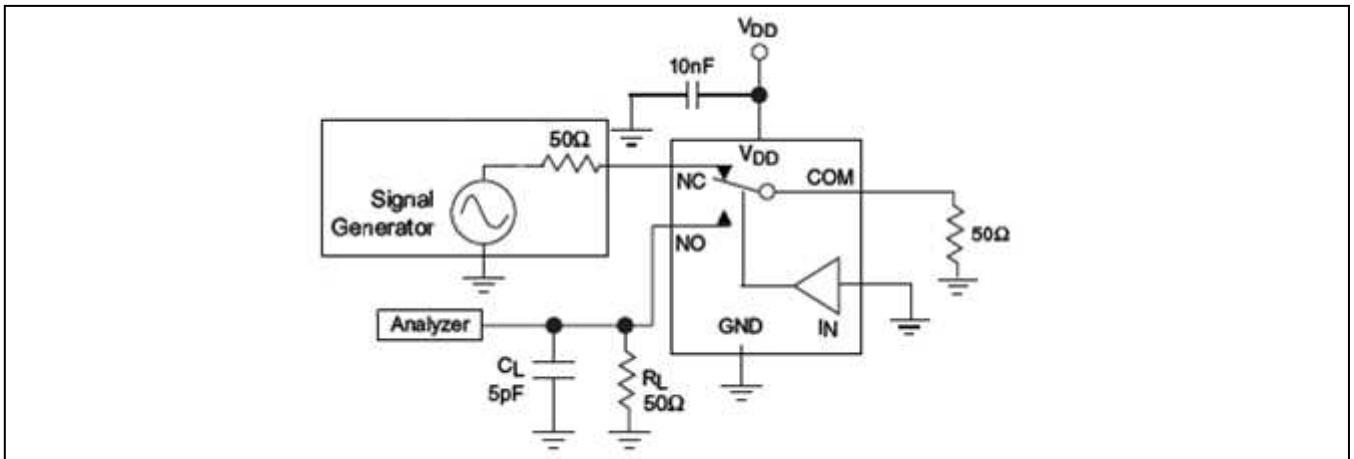 VDD
10nF
50Ω
VDD
NC
COM
Signal
Generator
NO
50Ω
Analyzer
GND
IN
CL
5pF
RL
50Ω